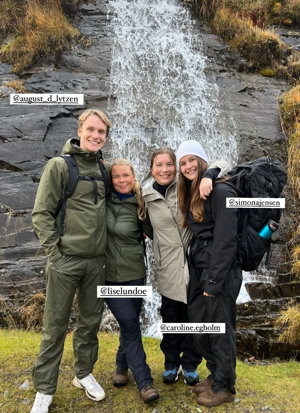 @august_d_lytzen
@simonajensen
@liselundoe
@caroline.egholm